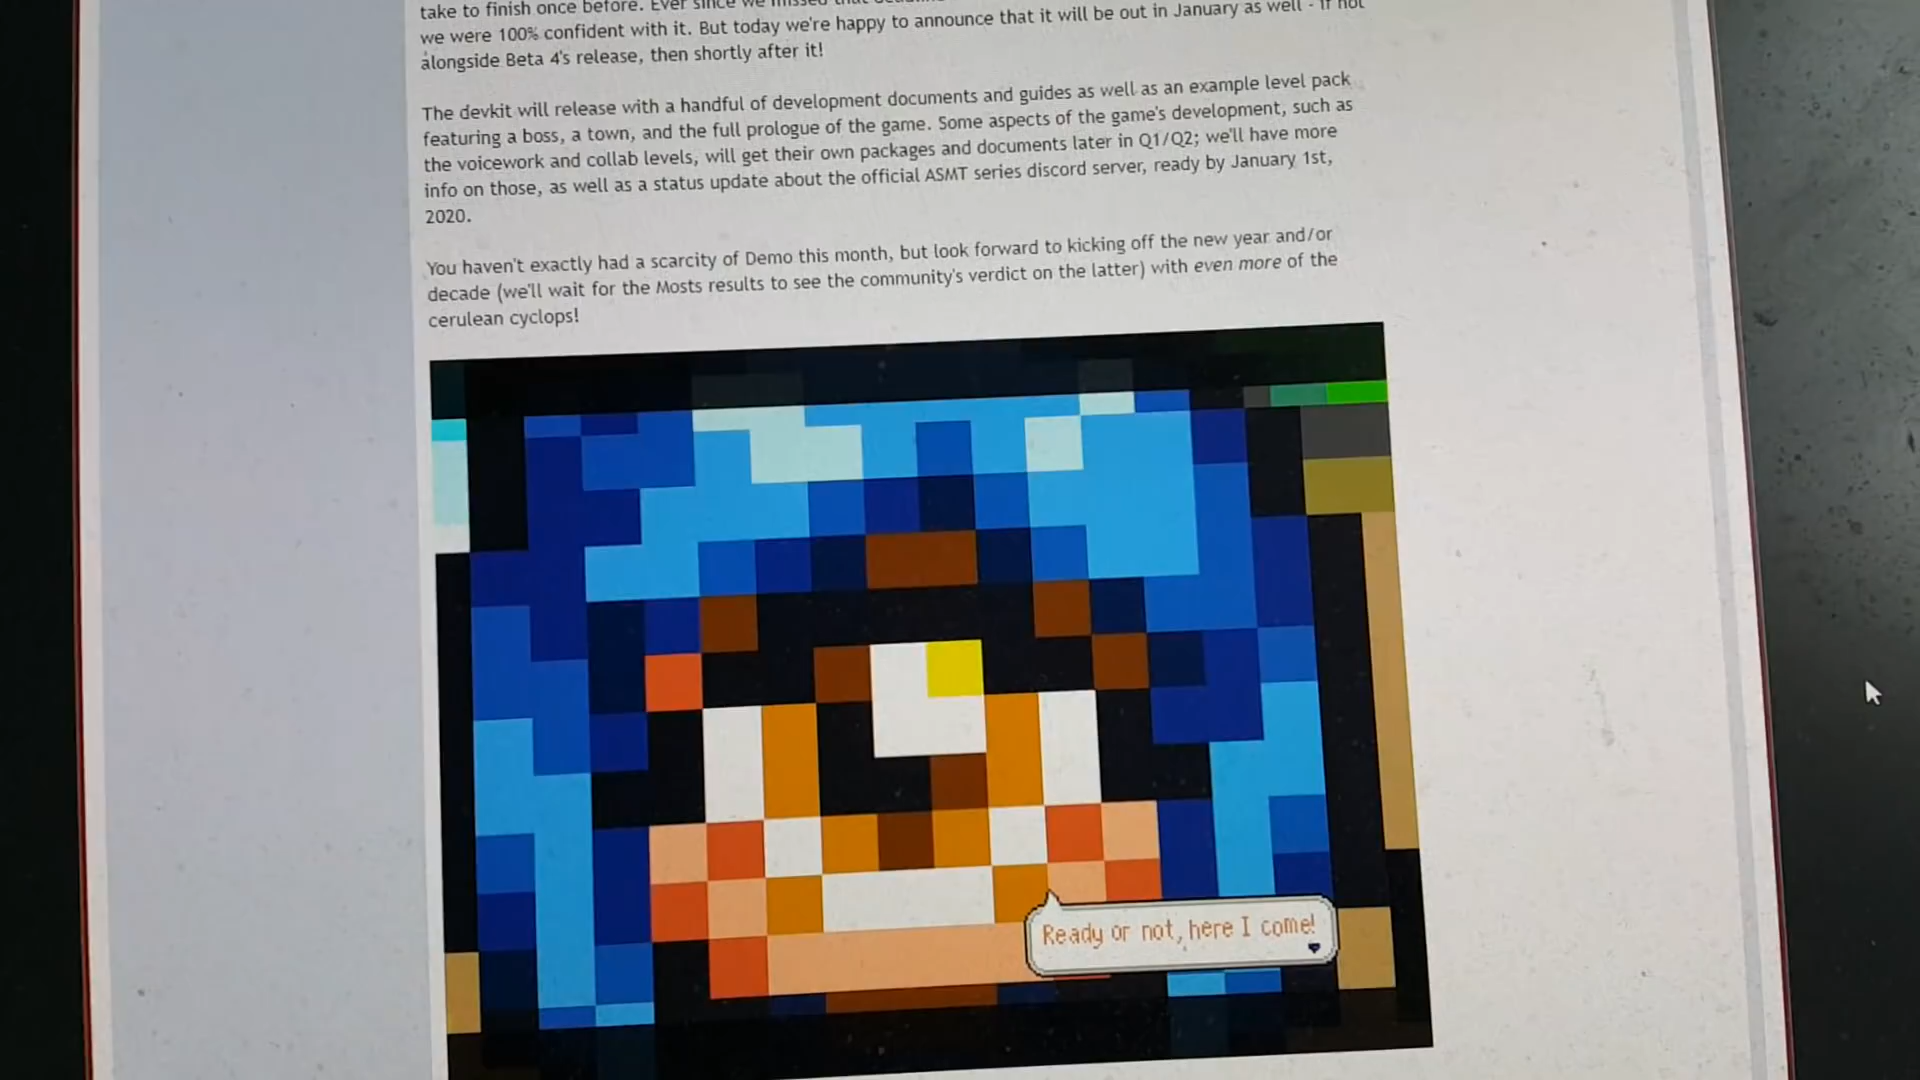 take to finish once before. Ever since we missed that
we were 100% confident with it. But today we're happy to announce that it will be out in January as well - if not
alongside Beta 4's release, then shortly after it!
The devkit will release with a handful of development documents and guides as well as an example level pack
featuring a boss, a town, and the full prologue of the game. Some aspects of the game's development, such as
the voicework and collab levels, will get their own packages and documents later in Q1/Q2; we'll have more
info on those, as well as a status update about the official ASMT series discord server, ready by January 1st,
2020.
You haven't exactly had a scarcity of Demo this month, but look forward to kicking off the new year and/or
decade (we'll wait for the Mosts results to see the community's verdict on the latter) with even more of the
cerulean cyclops!
Ready or not, here I come!